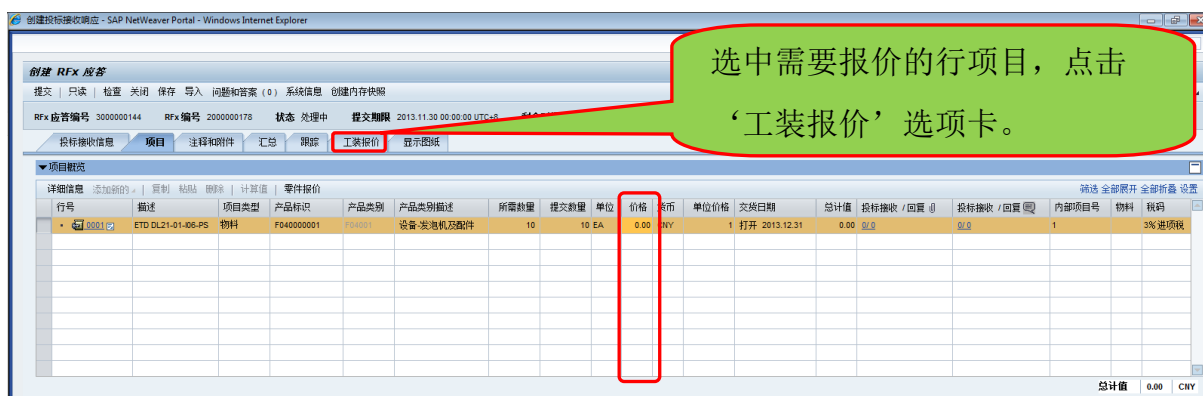 创建投标接收响应 - SAP NetWeaver Portal - Windows Internet Explorer
选中需要报价的行项目，点击
‘工装报价’选项卡。
创建 RFx 应答
提交 | 只读 | 检查 关闭 保存 导入 问题和答案 ( 0 ) 系统信息 创建内存快照
RFx 应答编号 3000000144 RFx 编号 2000000178 状态 处理中 提交期限 2013.11.30 00:00:00 UTC+8
投标接收信息 项目 注释和附件 汇总 跟踪 工装报价 显示图纸
项目概览
详细信息 添加新的 | 复制 粘贴 删除 | 计算值 | 零件报价 筛选 全部展开 全部折叠 设置
行号 描述 项目类型 产品标识 产品类别 产品类别描述 所需数量 提交数量 单位 价格 货币 单位价格 交货日期 总计值 投标接收 / 回复 投标接收 / 回复 内部项目号 物料 税码
• 0001 ETD DL21-01-I06-PS 物料 F040000001 F04001 设备-发泡机及配件 10 10 EA 0.00 CNY 1 打开 2013.12.31 0.00 0/ 0 0/ 0 1 3% 进项税
总计值 0.00 CNY